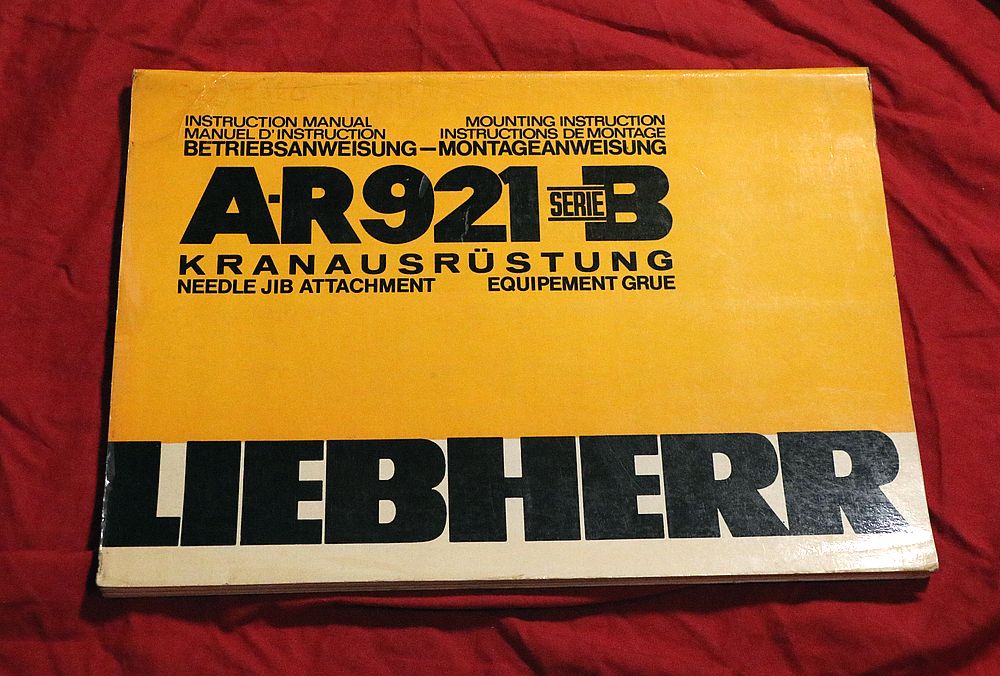 INSTRUCTION MANUAL MOUNTING INSTRUCTION
MANUEL D'INSTRUCTION INSTRUCTIONS DE MONTAGE
BETRIEBSANWEISUNG – MONTAGEANWEISUNG
A-R 921 SERIE B
KRANAUSRÜSTUNG
NEEDLE JIB ATTACHMENT EQUIPEMENT GRUE
LIEBHERR